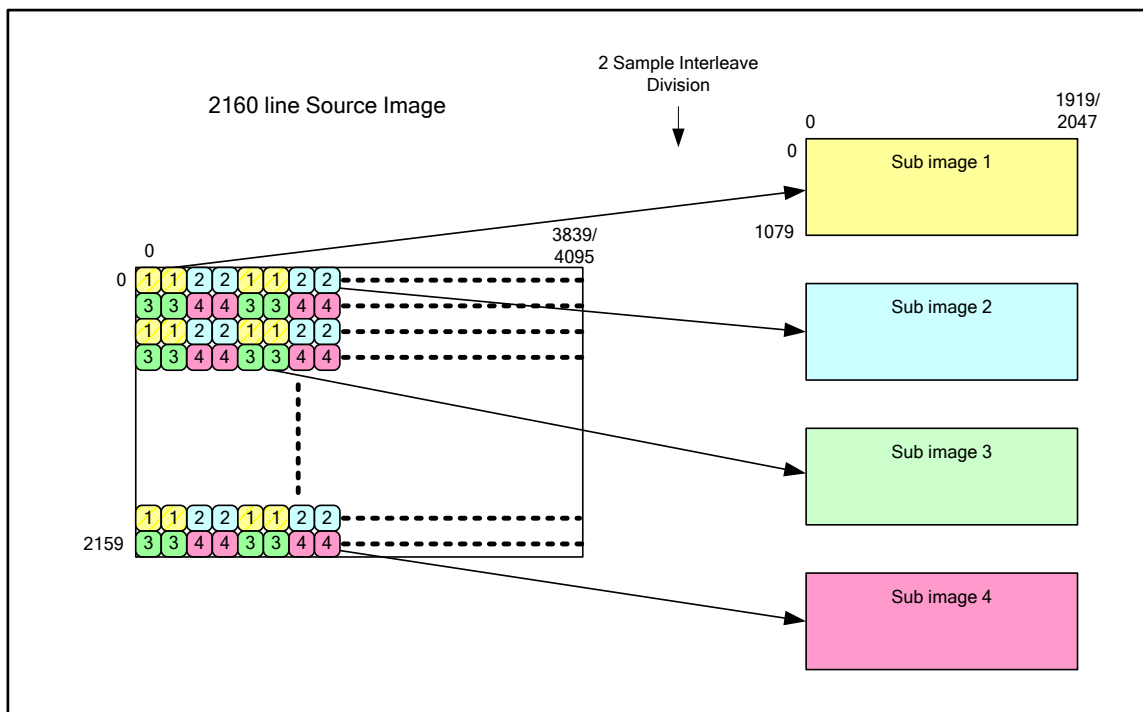 2 Sample Interleave
Division
2160 line Source Image
1919/
2047
0
0
Sub image 1
1079
3839/
4095
0
0
1 1 2 2 1 1 2 2
3 3 4 4 3 3 4 4
1 1 2 2 1 1 2 2
3 3 4 4 3 3 4 4
Sub image 2
Sub image 3
1 1 2 2 1 1 2 2
2159
3 3 4 4 3 3 4 4
Sub image 4